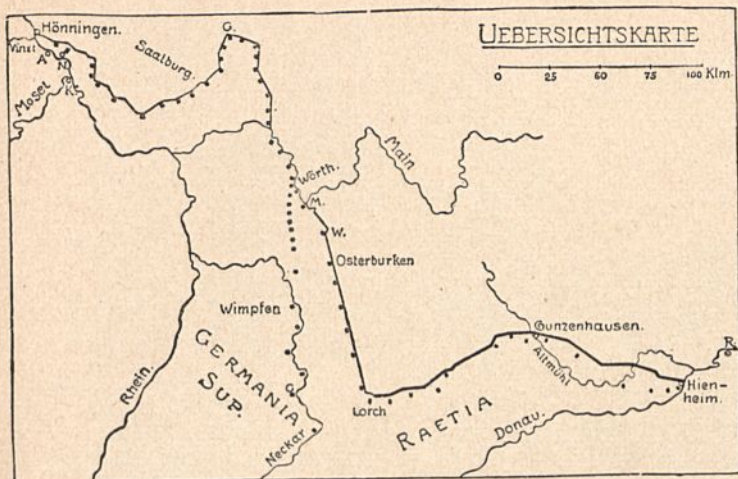 UEBERSICHTSKARTE
0 25 50 75 100 Klm.
Hönningen.
Vinxt
A
N.
K.
Mosel
Saalburg.
G.
Main
Wörth.
M.
W.
Osterburken
Wimpfen
GERMANIA
SUP.
Rhein.
Neckar
C
Lorch
RAETIA
Gunzenhausen.
Altmühl
Donau.
R.
Hien-
heim.